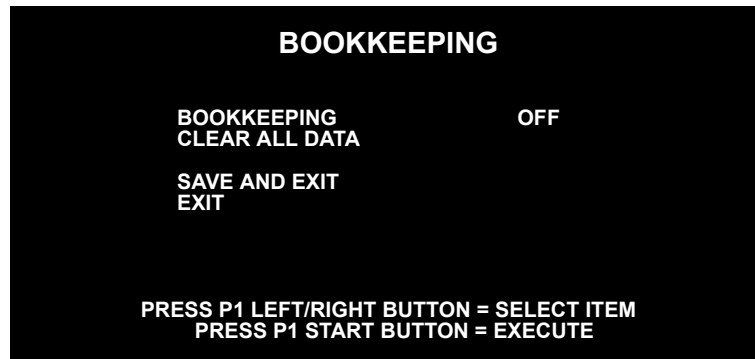 BOOKKEEPING
BOOKKEEPING OFF
CLEAR ALL DATA
SAVE AND EXIT
EXIT
PRESS P1 LEFT/RIGHT BUTTON = SELECT ITEM
PRESS P1 START BUTTON = EXECUTE